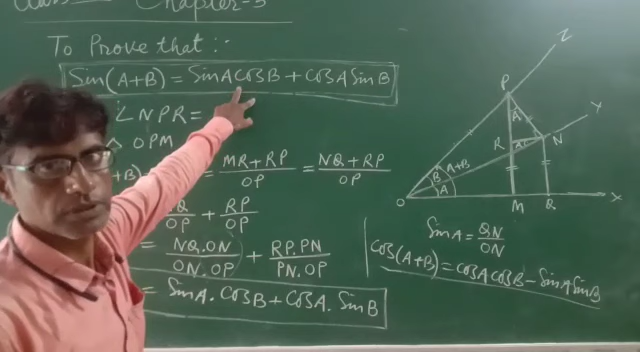 Class Chapter-3
To Prove that :-
Sin(A+B) = SinA CosB + CosA SinB
∠NPR =
△ OPM
+B) = MR+RP/OP = NQ+RP/OP
Q/OP + RP/OP
= NQ.ON/ON.OP + RP.PN/PN.OP
= SinA. CosB + CosA. SinB
Z
P
A
Y
R
A
N
B
A+B
A
O
M
Q
X
SinA = QN/ON
Cos(A+B) = CosA CosB - SinA SinB